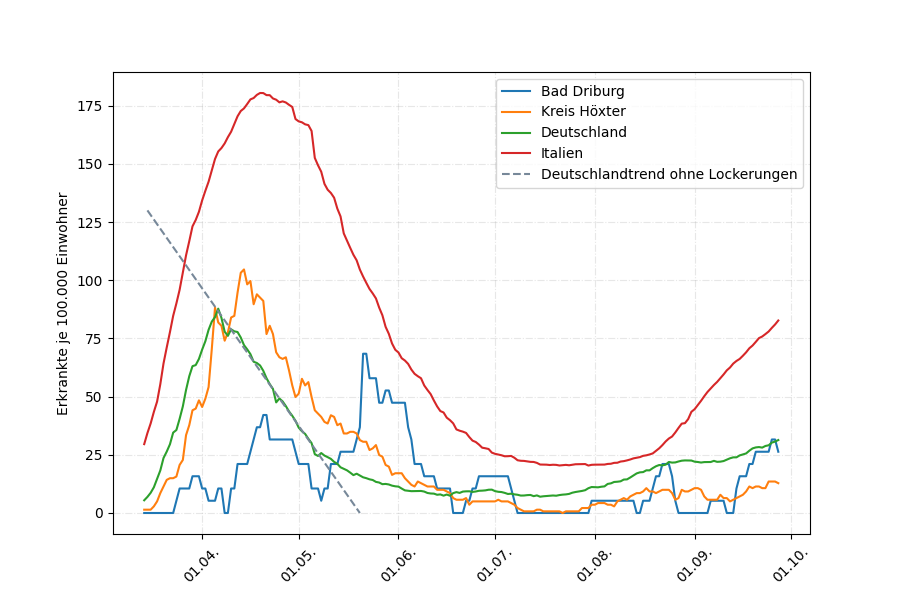 Erkrankte je 100.000 Einwohner
175
150
125
100
75
50
25
0
Bad Driburg
Kreis Höxter
Deutschland
Italien
Deutschlandtrend ohne Lockerungen
01.04.
01.05.
01.06.
01.07.
01.08.
01.09.
01.10.